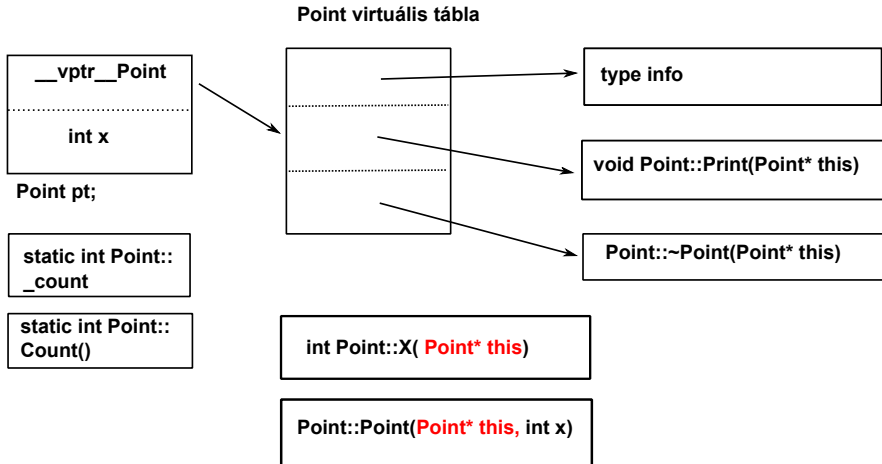 Point virtuális tábla
__vptr__Point
int x
Point pt;
type info
void Point::Print(Point* this)
Point::~Point(Point* this)
static int Point::
_count
static int Point::
Count()
int Point::X( Point* this)
Point::Point(Point* this, int x)